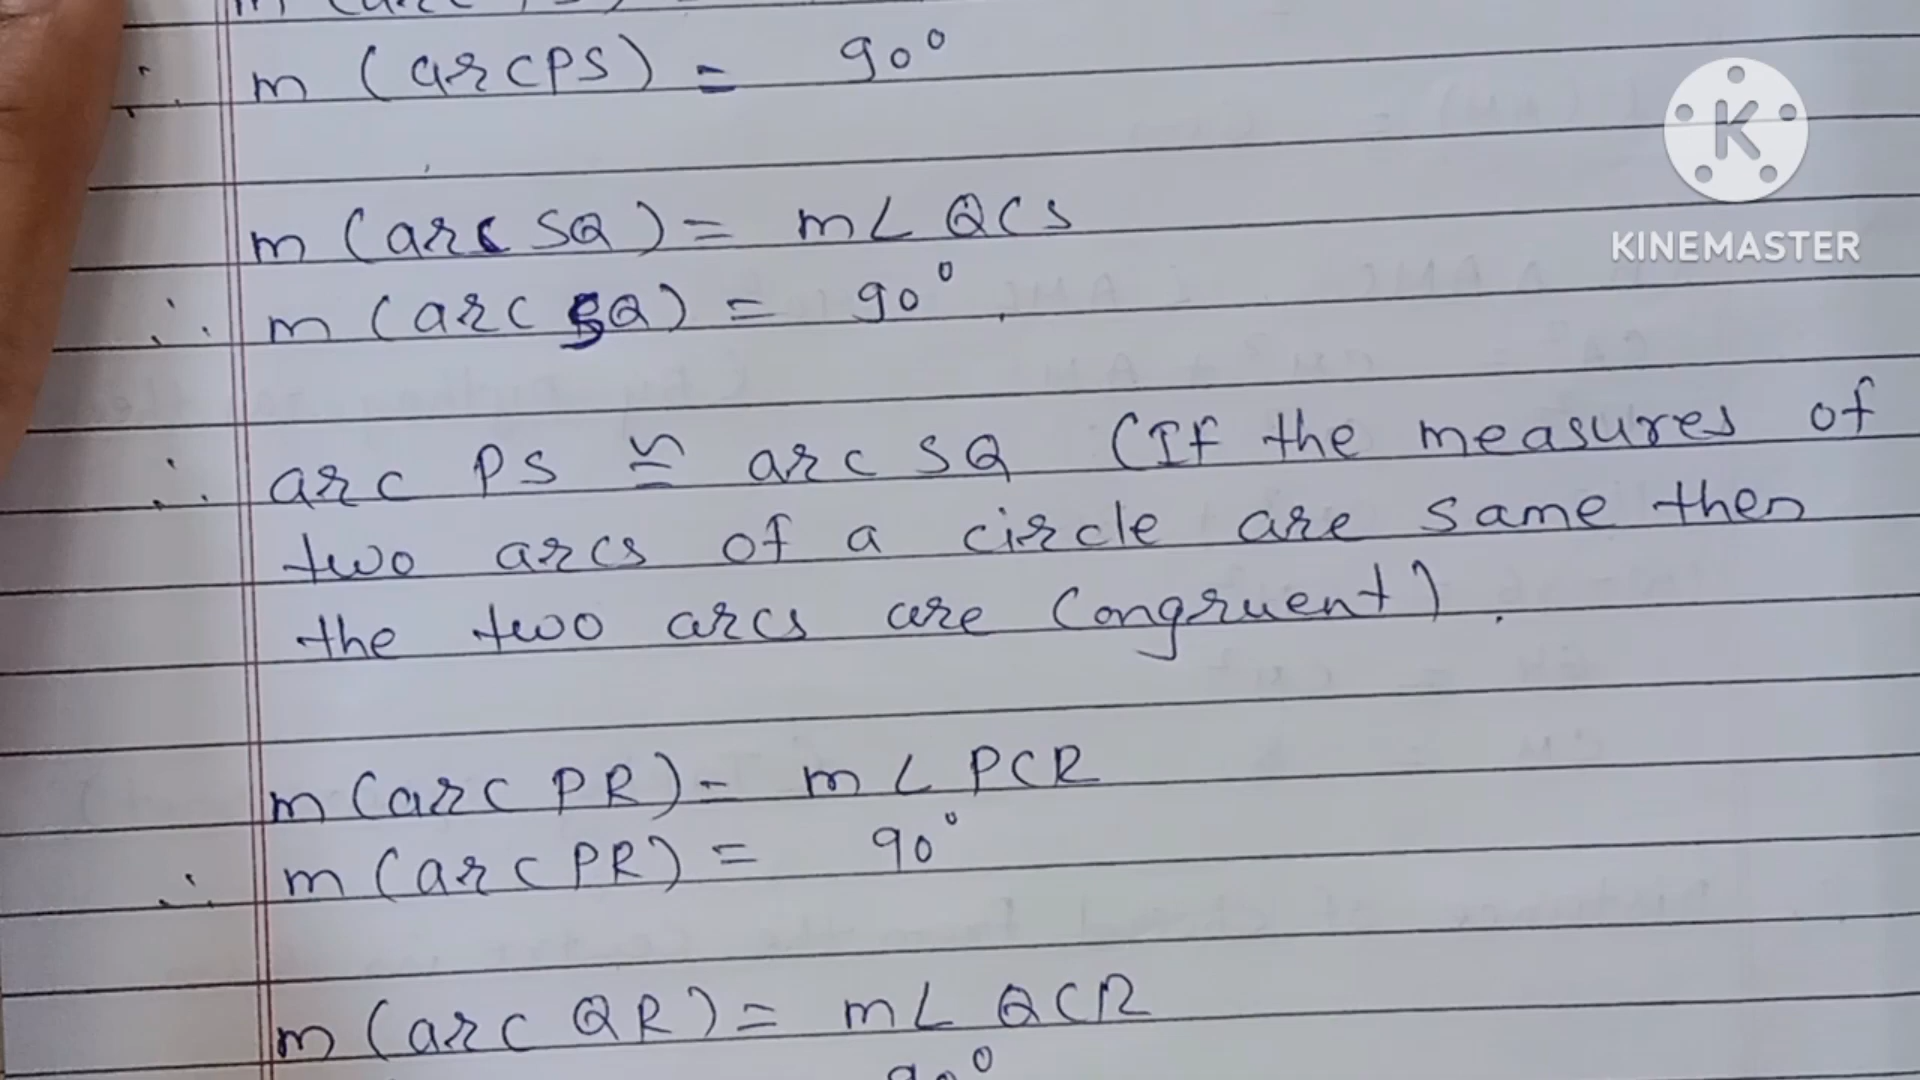 ∴ m (arc PS) = 90°
m (arc SQ) = m∠ QCS
∴ m (arc SQ) = 90°.
∴ arc PS ≅ arc SQ (If the measures of
two arcs of a circle are same then
the two arcs are congruent).
m(arc PR) = m∠ PCR
∴ m(arc PR) = 90°
m (arc QR) = m∠ QCR
90°
K
KINEMASTER